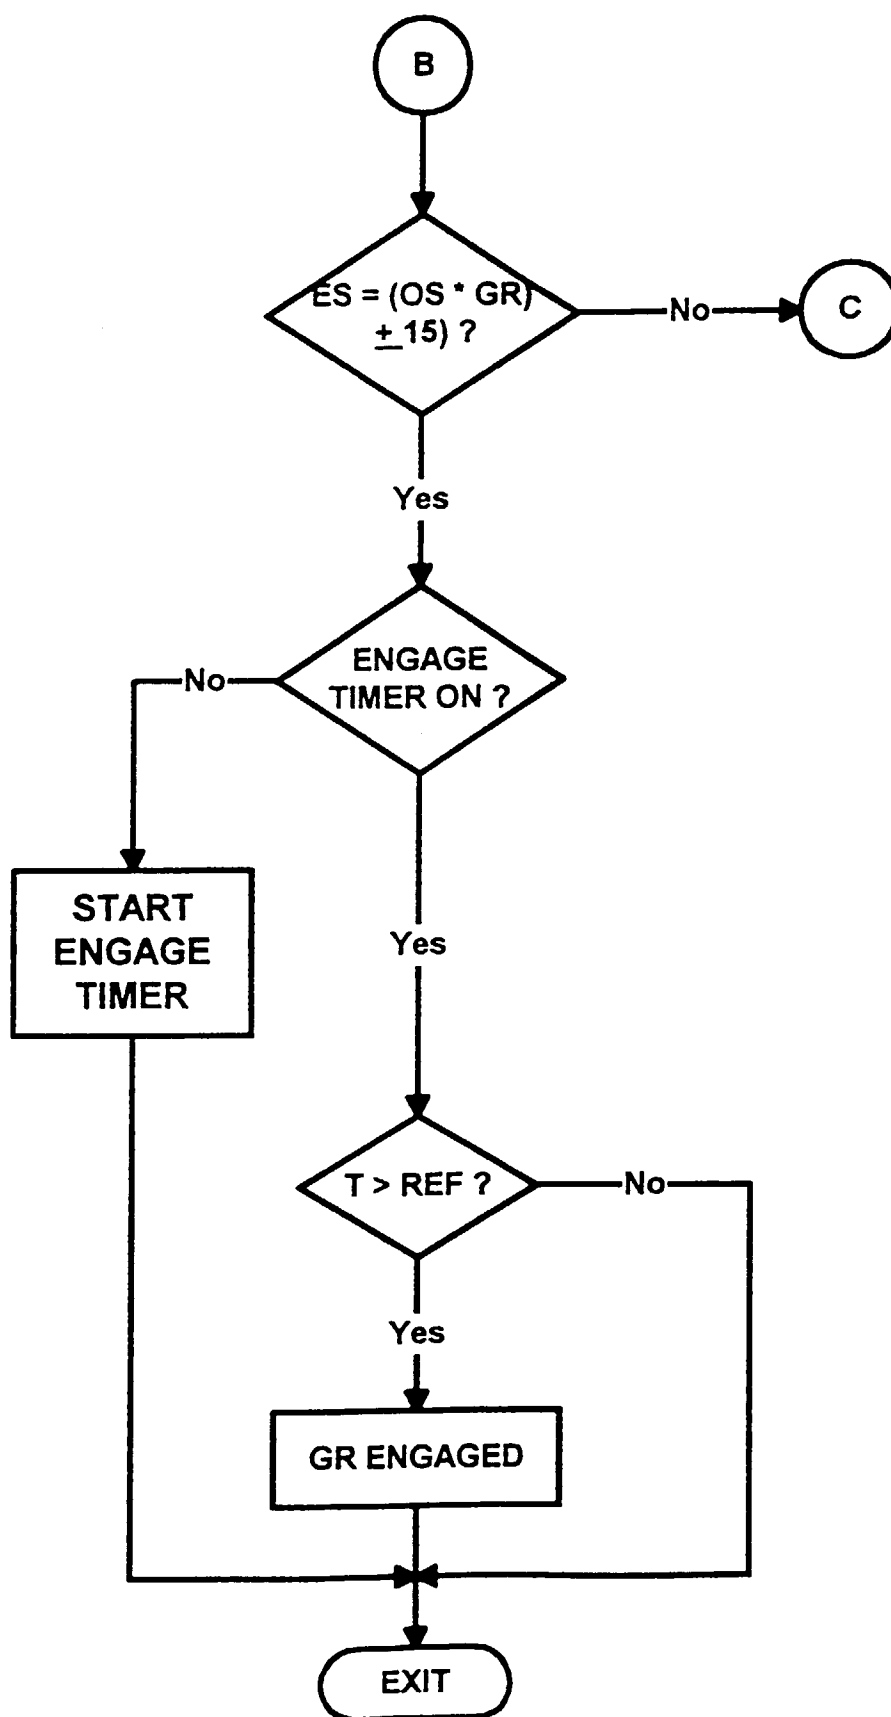 B
ES = (OS * GR)
± 15) ?
No
C
Yes
ENGAGE
TIMER ON ?
No
START
ENGAGE
TIMER
Yes
T > REF ?
No
Yes
GR ENGAGED
EXIT